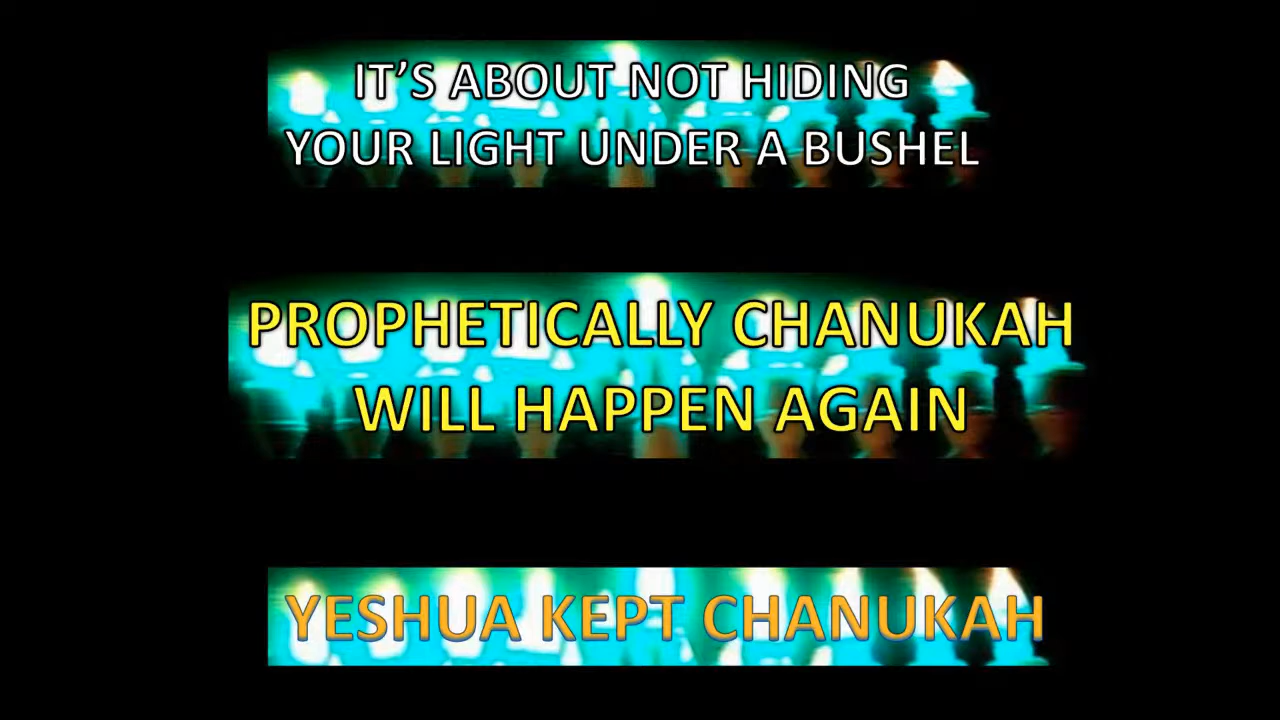 IT’S ABOUT NOT HIDING
YOUR LIGHT UNDER A BUSHEL
PROPHETICALLY CHANUKAH
WILL HAPPEN AGAIN
YESHUA KEPT CHANUKAH